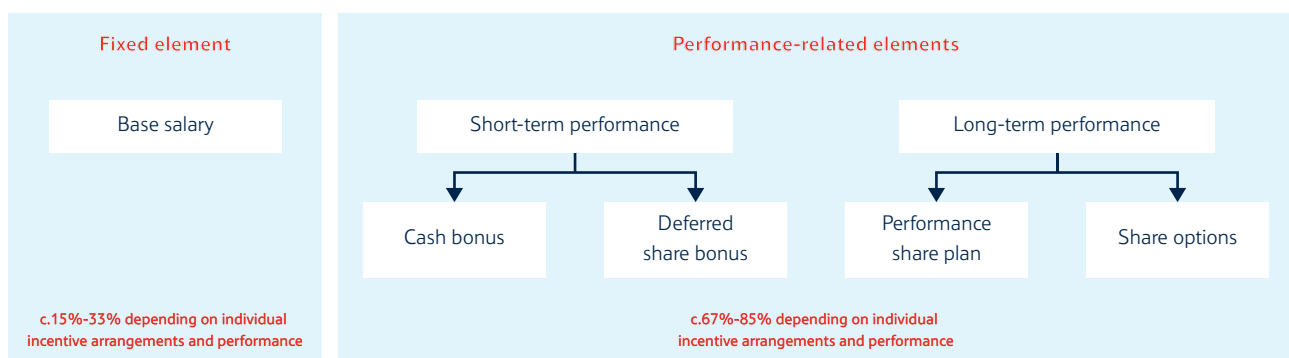 Fixed element
Base salary
c.15%-33% depending on individual
incentive arrangements and performance
Performance-related elements
Short-term performance
Long-term performance
Cash bonus
Deferred
share bonus
Performance
share plan
Share options
c.67%-85% depending on individual
incentive arrangements and performance